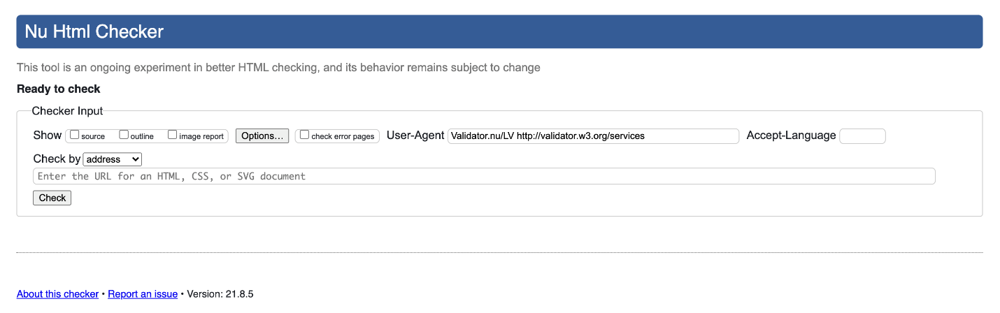 Nu Html Checker
This tool is an ongoing experiment in better HTML checking, and its behavior remains subject to change
Ready to check
Checker Input
Show source outline image report Options... check error pages User-Agent Validator.nu/LV http://validator.w3.org/services Accept-Language
Check by address
Enter the URL for an HTML, CSS, or SVG document
Check
About this checker • Report an issue • Version: 21.8.5